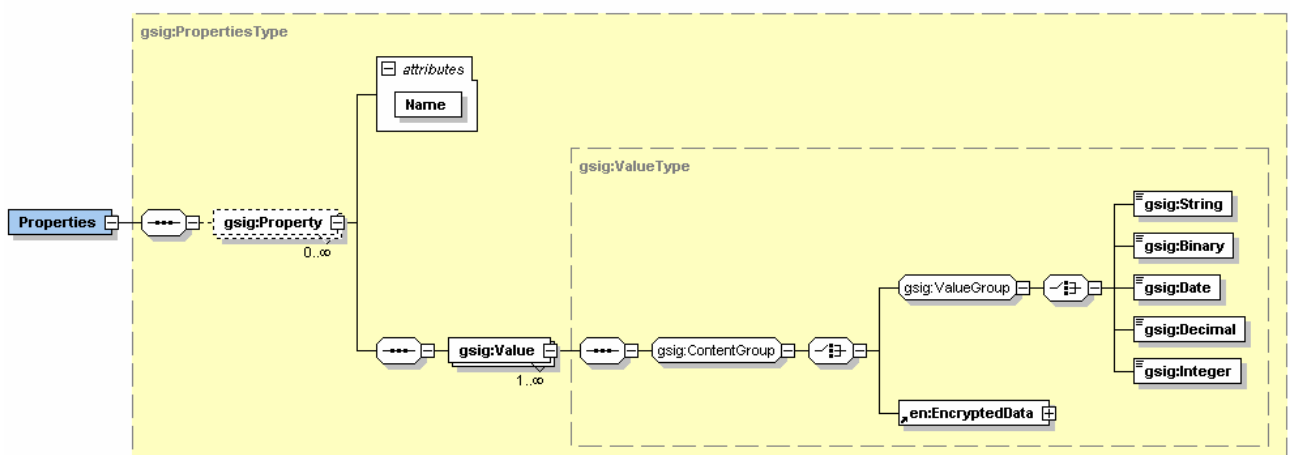 gsig:PropertiesType
attributes
Name
gsig:ValueType
Properties
gsig:Property
0..∞
gsig:String
gsig:Binary
gsig:ValueGroup
gsig:Date
gsig:Decimal
gsig:Value
1..∞
gsig:ContentGroup
gsig:Integer
en:EncryptedData